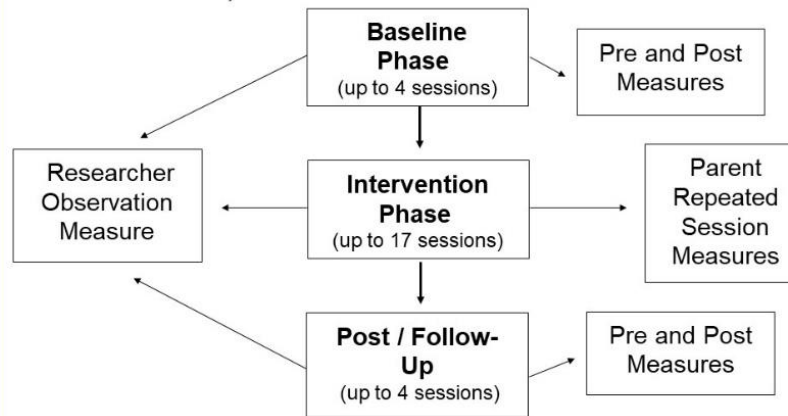 Baseline
Phase
(up to 4 sessions)
Pre and Post
Measures
Researcher
Observation
Measure
Intervention
Phase
(up to 17 sessions)
Parent
Repeated
Session
Measures
Post / Follow-
Up
(up to 4 sessions)
Pre and Post
Measures